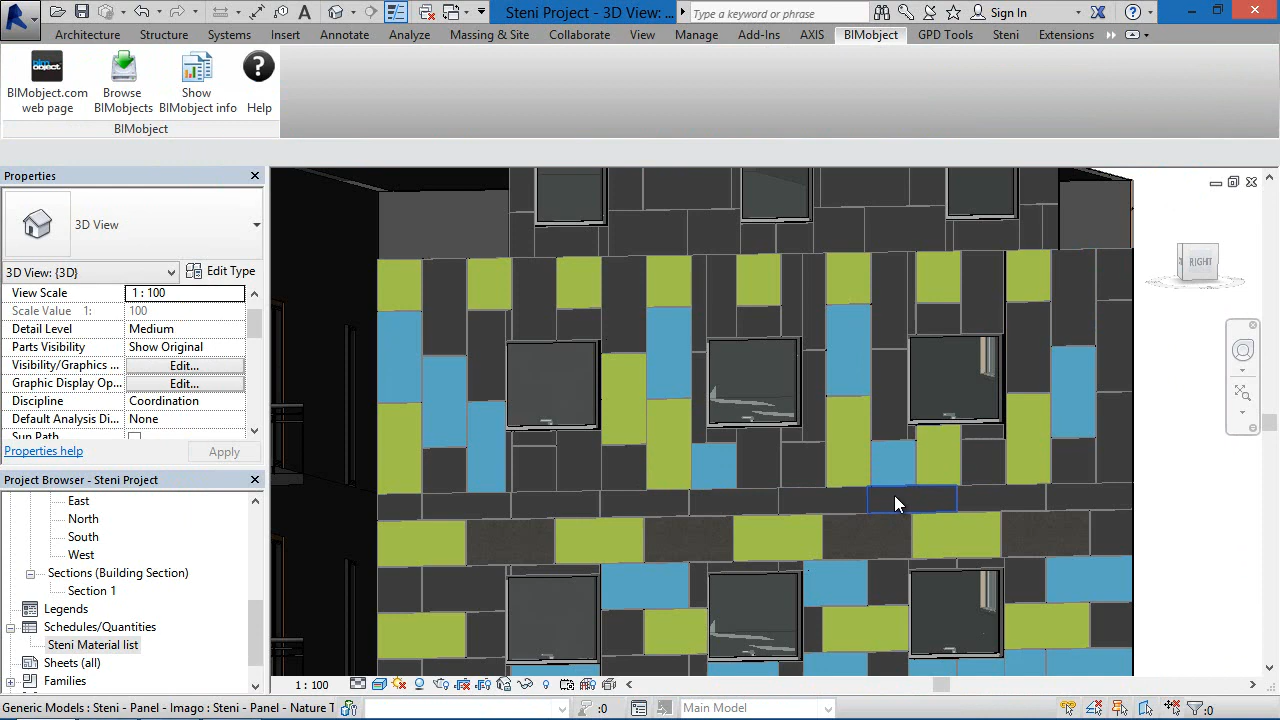 Steni Project - 3D View: ...
Type a keyword or phrase
Sign In
Architecture Structure Systems Insert Annotate Analyze Massing & Site Collaborate View Manage Add-Ins AXIS BIMobject GPD Tools Steni Extensions
bim
object
BIMobject.com
web page
Browse
BIMobjects
Show
BIMobject info
Help
BIMobject
Properties
3D View
3D View: {3D}
Edit Type
View Scale 1 : 100
Scale Value 1: 100
Detail Level Medium
Parts Visibility Show Original
Visibility/Graphics ... Edit...
Graphic Display Op... Edit...
Discipline Coordination
Default Analysis Di... None
Sun Path
Properties help
Apply
Project Browser - Steni Project
East
North
South
West
Sections (Building Section)
Section 1
Legends
Schedules/Quantities
Steni Material list
Sheets (all)
Families
RIGHT
1 : 100
Generic Models : Steni - Panel - Imago : Steni - Panel - Nature T
:0
Main Model
:0